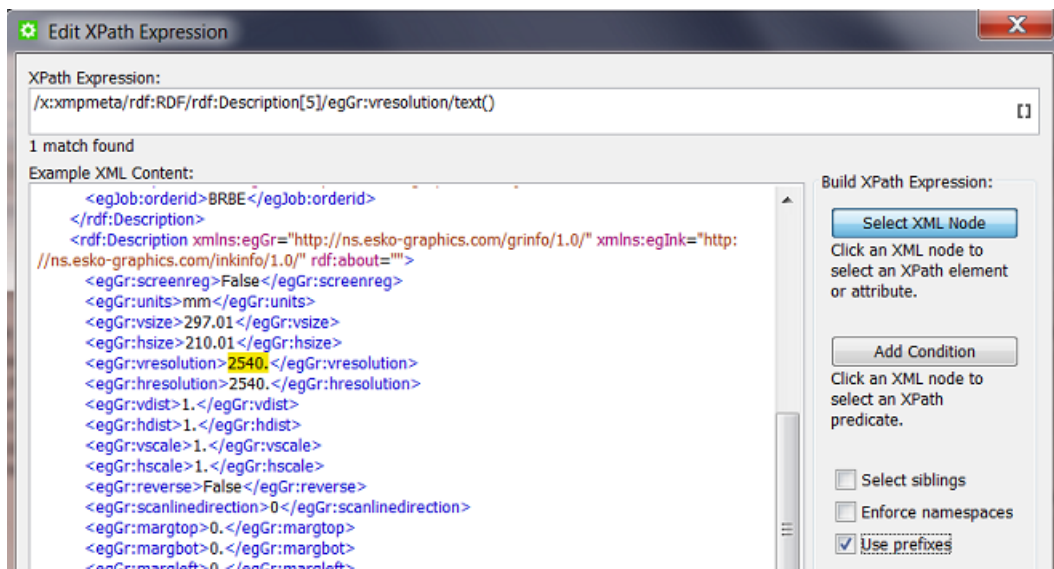 Edit XPath Expression
X
XPath Expression:
/x:xmpmeta/rdf:RDF/rdf:Description[5]/egGr:vresolution/text()
[]
1 match found
Example XML Content:
<egJob:orderid>BRBE</egJob:orderid>
</rdf:Description>
<rdf:Description xmlns:egGr="http://ns.esko-graphics.com/grinfo/1.0/" xmlns:egInk="http:
//ns.esko-graphics.com/inkinfo/1.0/" rdf:about="">
<egGr:screenreg>False</egGr:screenreg>
<egGr:units>mm</egGr:units>
<egGr:vsize>297.01</egGr:vsize>
<egGr:hsize>210.01</egGr:hsize>
<egGr:vresolution>2540.</egGr:vresolution>
<egGr:hresolution>2540.</egGr:hresolution>
<egGr:vdist>1.</egGr:vdist>
<egGr:hdist>1.</egGr:hdist>
<egGr:vscale>1.</egGr:vscale>
<egGr:hscale>1.</egGr:hscale>
<egGr:reverse>False</egGr:reverse>
<egGr:scanlinedirection>0</egGr:scanlinedirection>
<egGr:margtop>0.</egGr:margtop>
<egGr:margbot>0.</egGr:margbot>
<egGr:margleft>0.</egGr:margleft>
Build XPath Expression:
Select XML Node
Click an XML node to
select an XPath element
or attribute.
Add Condition
Click an XML node to
select an XPath
predicate.
Select siblings
Enforce namespaces
Use prefixes